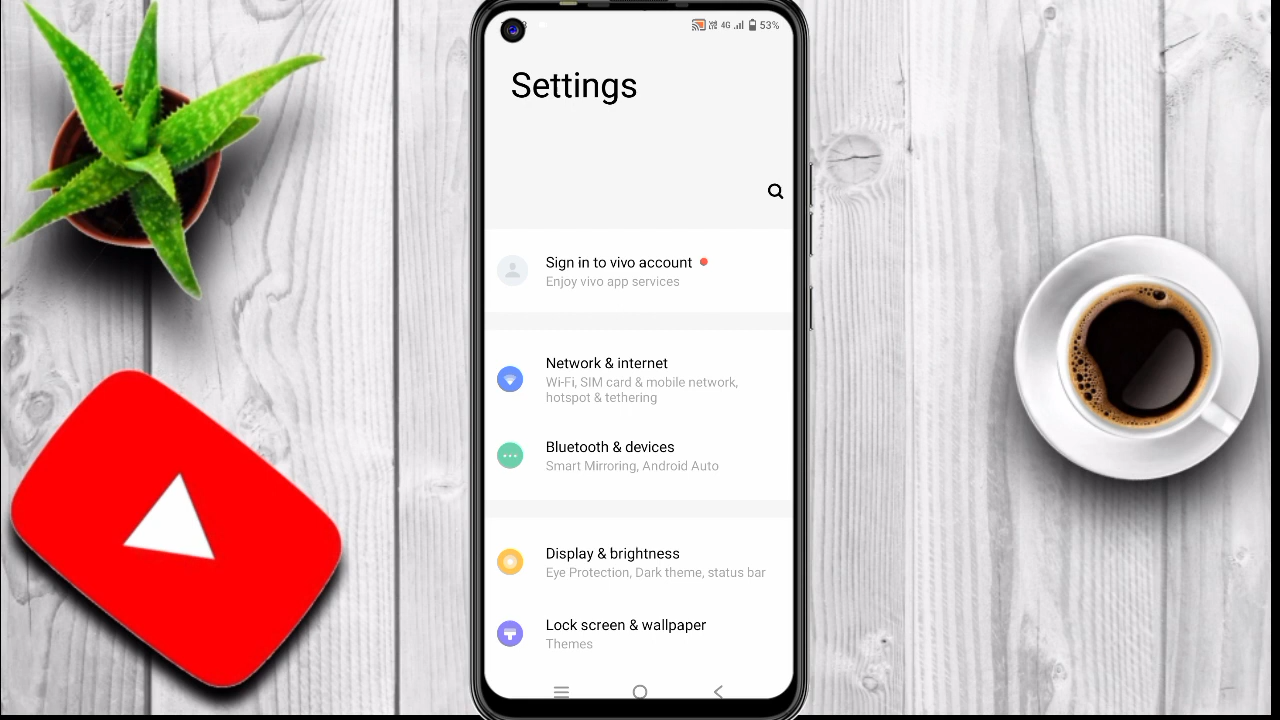 4G 53%
Settings
Sign in to vivo account
Enjoy vivo app services
Network & internet
Wi-Fi, SIM card & mobile network,
hotspot & tethering
Bluetooth & devices
Smart Mirroring, Android Auto
Display & brightness
Eye Protection, Dark theme, status bar
Lock screen & wallpaper
Themes